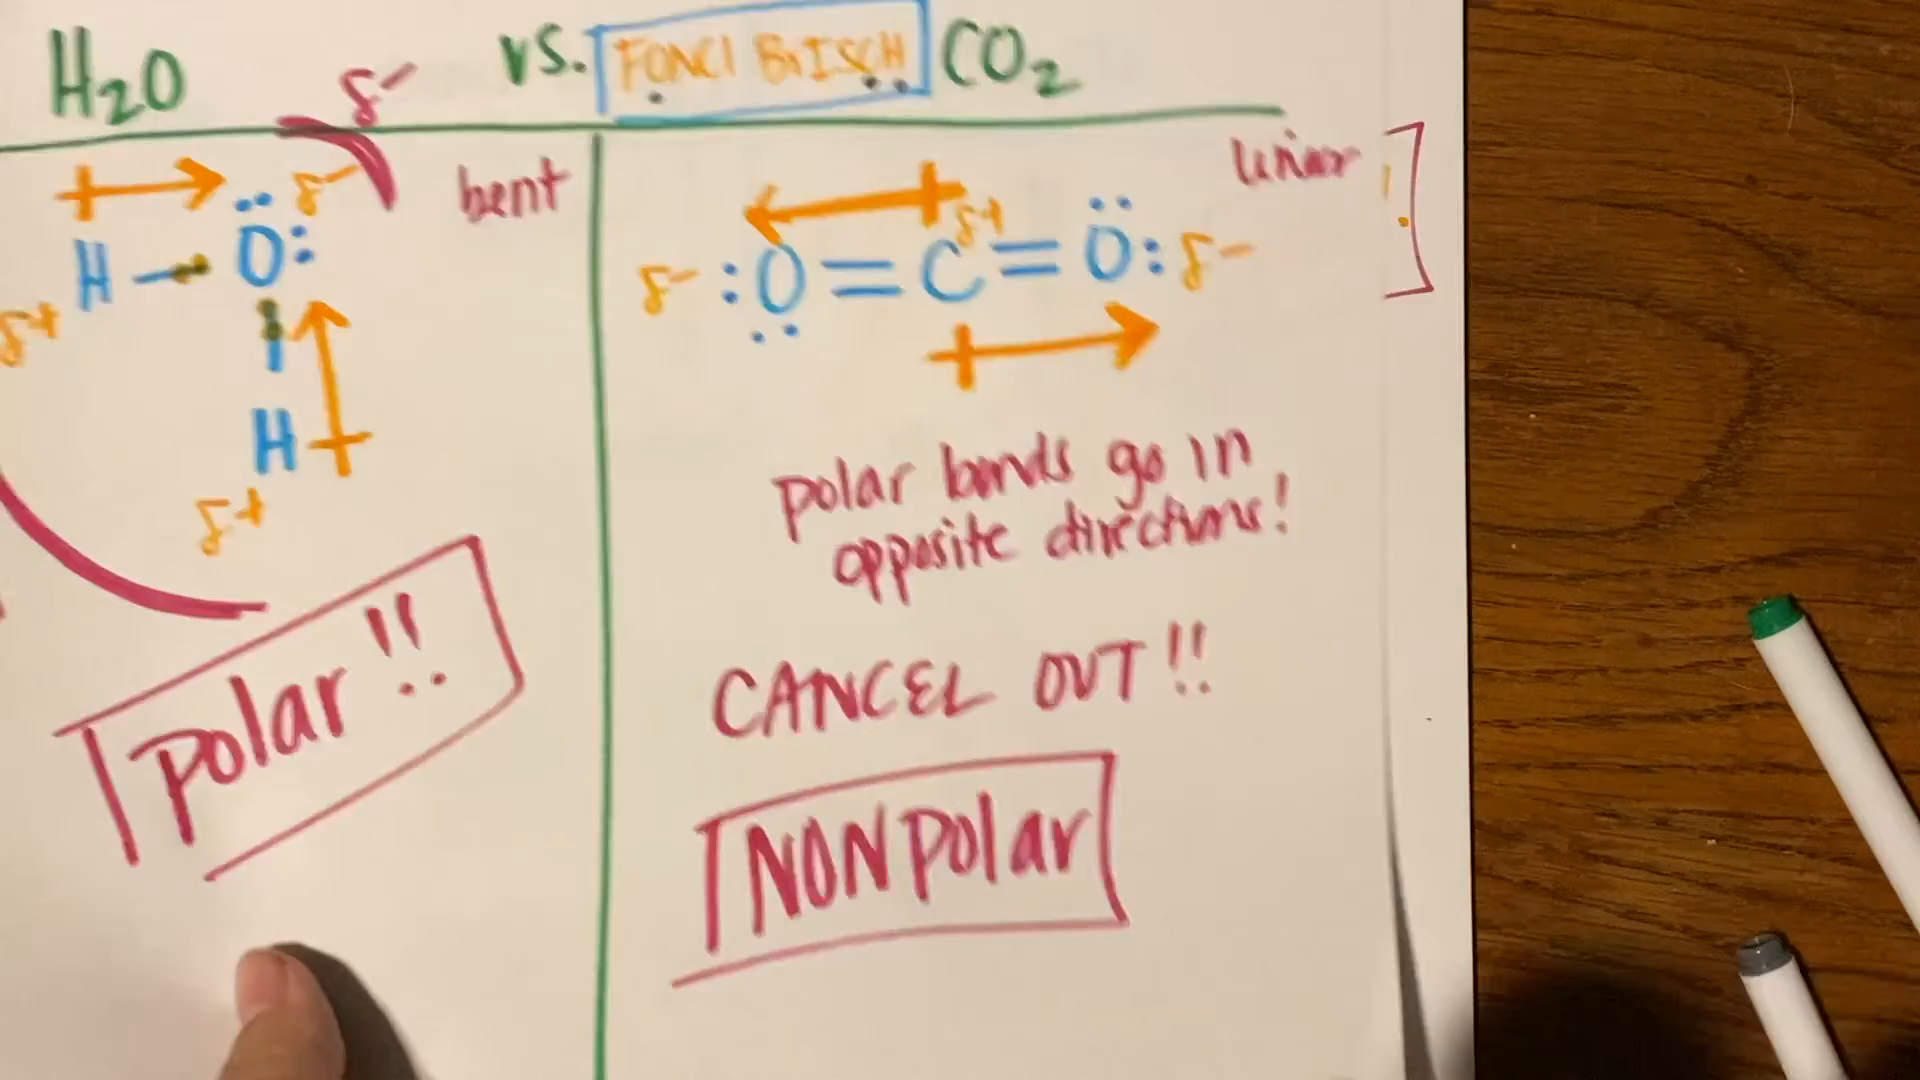 H2O vs. FONCl BrISCH CO2
δ-
bent
linear
δ-
H - O
δ+
H
δ+
δ+
δ- :O = C = O: δ-
polar bonds go in
opposite directions!
polar!!
CANCEL OUT!!
NONpolar